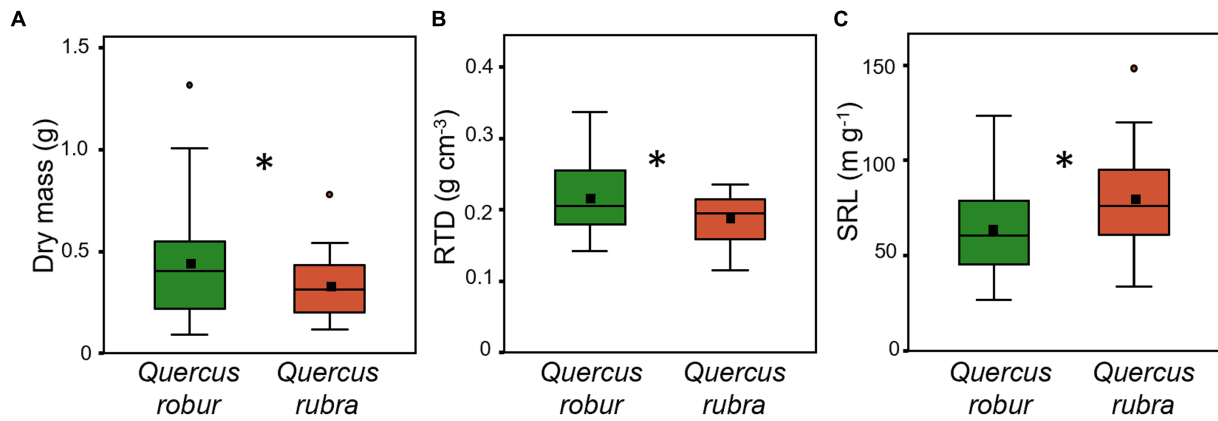 A
Dry mass (g)
1.5
1.0
0.5
0
*
Quercus robur
Quercus rubra
B
RTD (g cm-3)
0.4
0.3
0.2
0.1
0
*
Quercus robur
Quercus rubra
C
SRL (m g-1)
150
100
50
0
*
Quercus robur
Quercus rubra